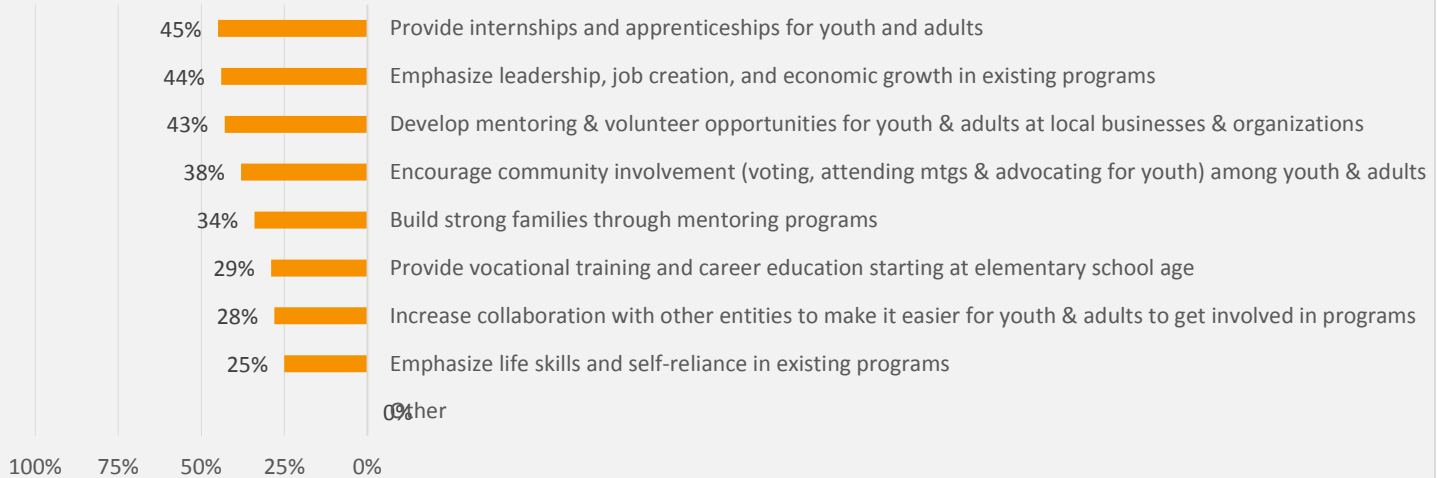 45% Provide internships and apprenticeships for youth and adults
44% Emphasize leadership, job creation, and economic growth in existing programs
43% Develop mentoring & volunteer opportunities for youth & adults at local businesses & organizations
38% Encourage community involvement (voting, attending mtgs & advocating for youth) among youth & adults
34% Build strong families through mentoring programs
29% Provide vocational training and career education starting at elementary school age
28% Increase collaboration with other entities to make it easier for youth & adults to get involved in programs
25% Emphasize life skills and self-reliance in existing programs
0% Other
100% 75% 50% 25% 0%